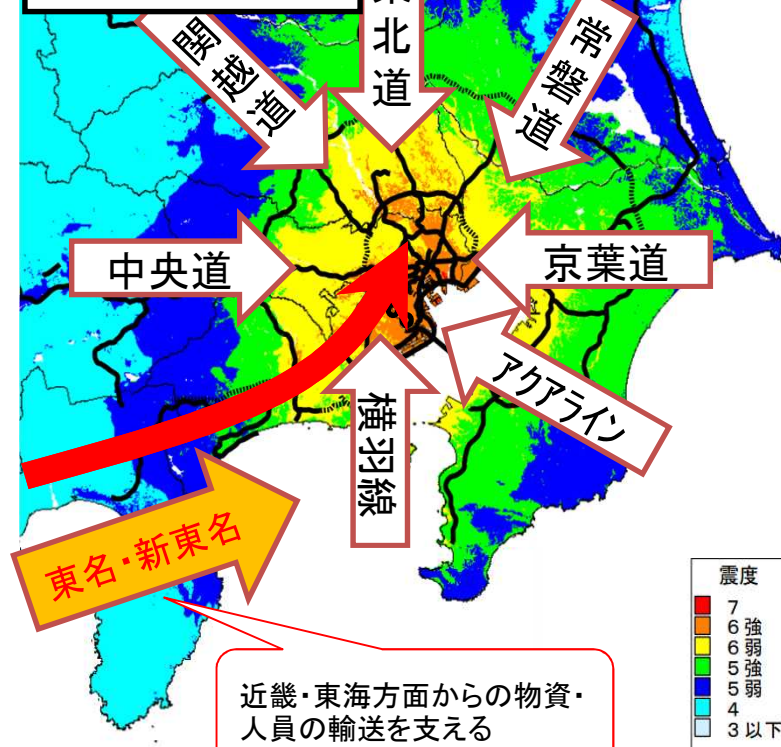 関越道
北道
常磐道
中央道
京葉道
アクアライン
横羽線
東名・新東名
近畿・東海方面からの物資・
人員の輸送を支える
震度
7
6強
6弱
5強
5弱
4
3以下